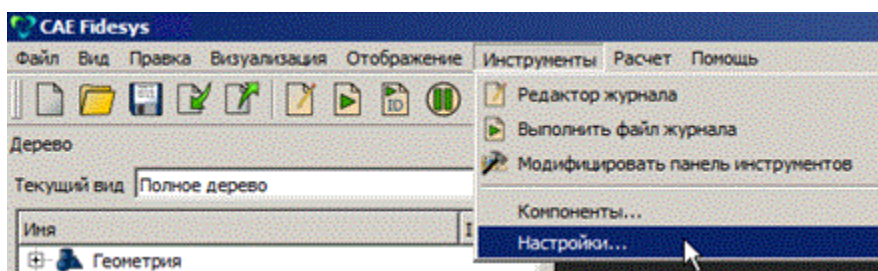 CAE Fidesys
Файл Вид Правка Визуализация Отображение Инструменты Расчет Помощь
ID
Редактор журнала
Выполнить файл журнала
Модифицировать панель инструментов
Компоненты...
Настройки...
Дерево
Текущий вид Полное дерево
Имя
Геометрия